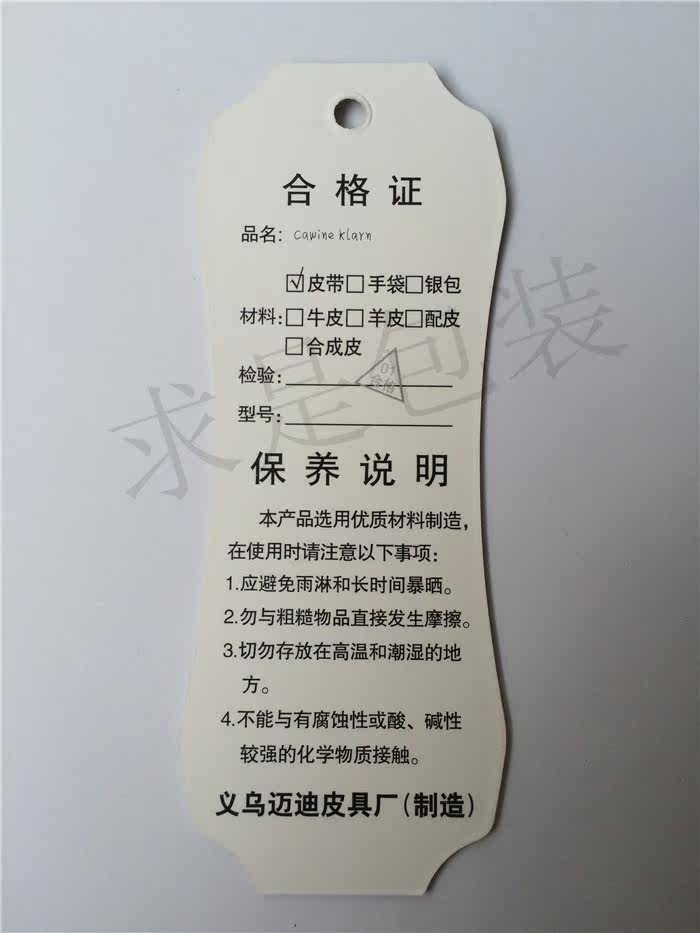 合格证
品名: Cawine Klarn
☑皮带□手袋□银包
材料:□牛皮□羊皮□配皮
□合成皮
01
检验:
合格
型号:
求是包装
保养说明
本产品选用优质材料制造,
在使用时请注意以下事项:
1.应避免雨淋和长时间暴晒。
2.勿与粗糙物品直接发生摩擦。
3.切勿存放在高温和潮湿的地
方。
4.不能与有腐蚀性或酸、碱性
较强的化学物质接触。
义乌迈迪皮具厂(制造)